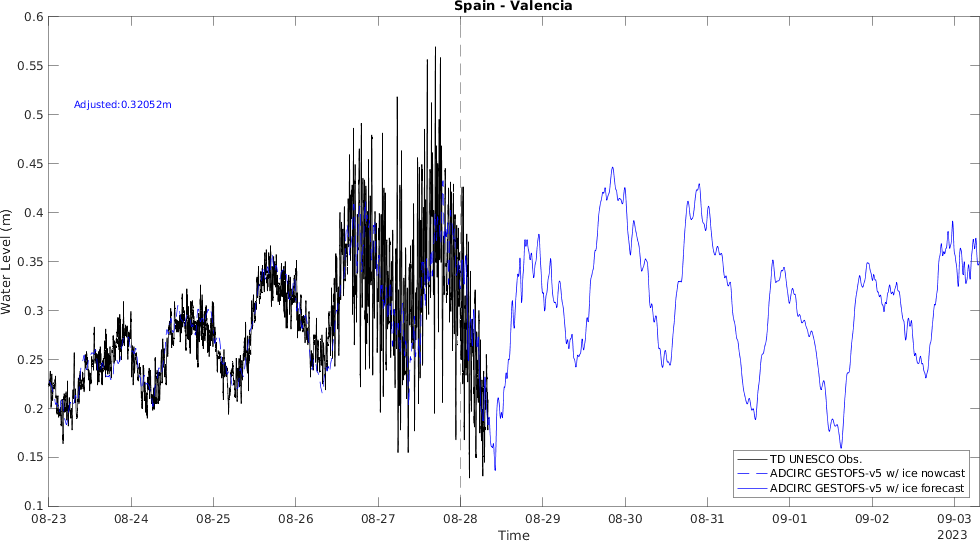 Spain - Valencia
0.6
0.55
0.5
0.45
0.4
0.35
0.3
0.25
0.2
0.15
0.1
Water Level (m)
Adjusted:0.32052m
TD UNESCO Obs.
ADCIRC GESTOFS-v5 w/ ice nowcast
ADCIRC GESTOFS-v5 w/ ice forecast
08-23 08-24 08-25 08-26 08-27 08-28 08-29 08-30 08-31 09-01 09-02 09-03
Time
2023